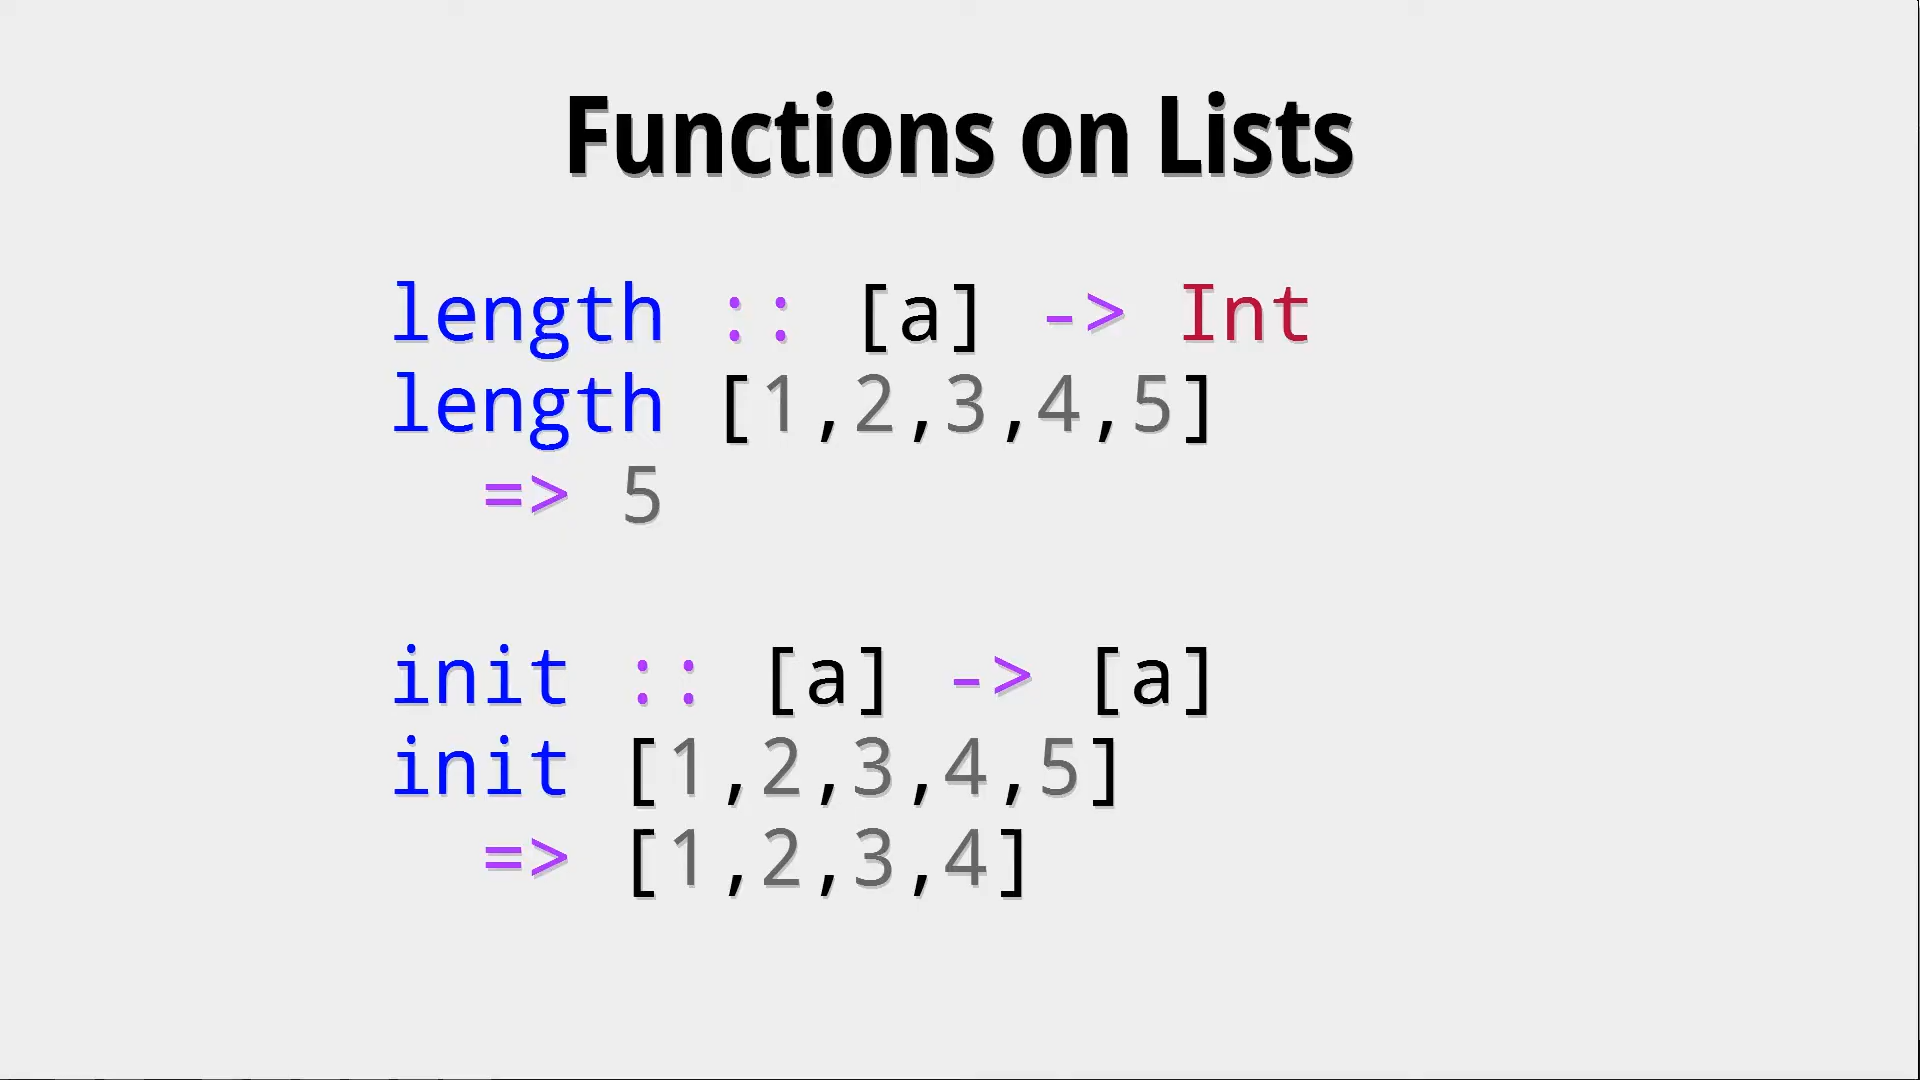 Functions on Lists
length :: [a] -> Int
length [1,2,3,4,5]
=> 5
init :: [a] -> [a]
init [1,2,3,4,5]
=> [1,2,3,4]